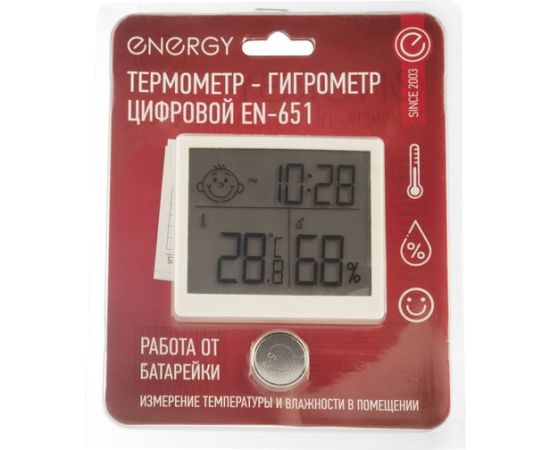 eneRGY
ТЕРМОМЕТР - ГИГРОМЕТР
ЦИФРОВОЙ EN-651
SINCE 2003
PM 10:28
28.8°C 68%
%
РАБОТА ОТ
БАТАРЕЙКИ
ИЗМЕРЕНИЕ ТЕМПЕРАТУРЫ И ВЛАЖНОСТИ В ПОМЕЩЕНИИ